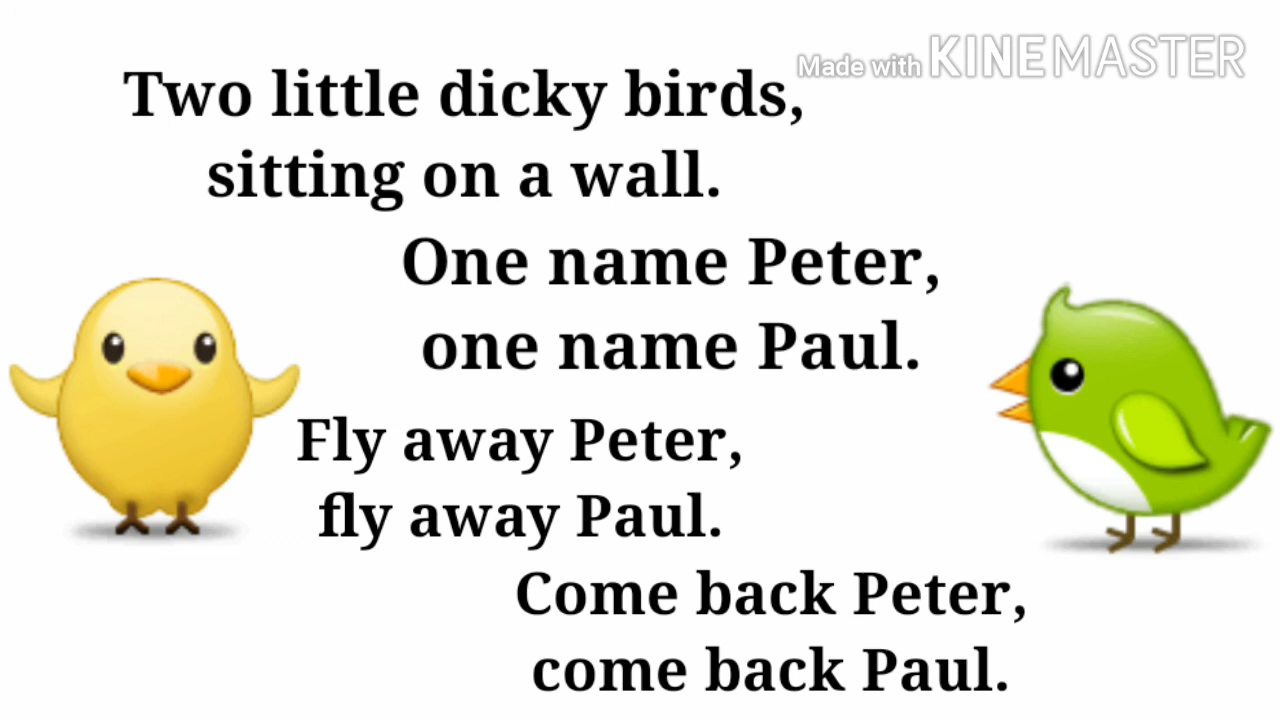 Made with KINEMASTER
Two little dicky birds,
sitting on a wall.
One name Peter,
one name Paul.
Fly away Peter,
fly away Paul.
Come back Peter,
come back Paul.